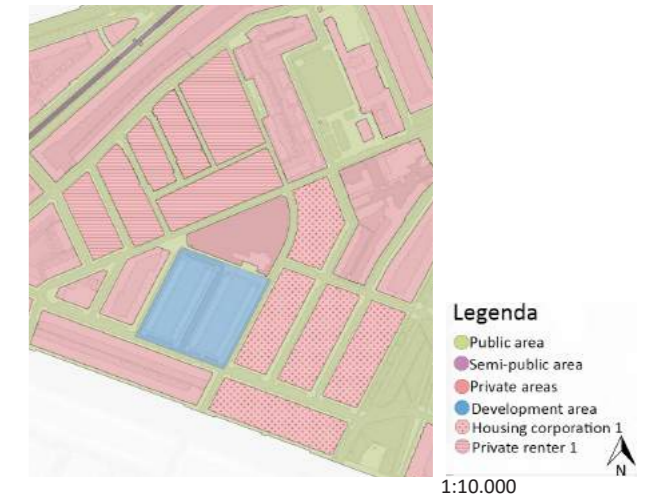 Legenda
Public area
Semi-public area
Private areas
Development area
Housing corporation 1
Private renter 1
N
1:10.000